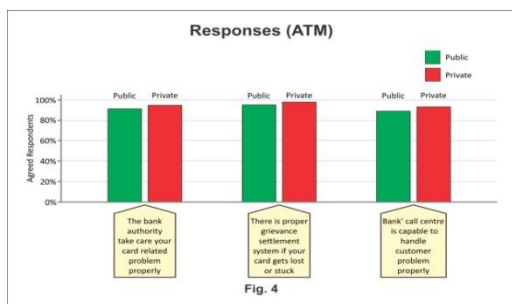 Responses (ATM)
Public
Private
Public Private
Public Private
Public Private
100%
80%
60%
40%
20%
0%
Agreed Respondents
The bank
authority
take care your
card related
problem
properly
There is proper
grievance
settlement
system if your
card gets lost
or stuck
Bank' call centre
is capable to
handle
customer
problem properly
Fig. 4